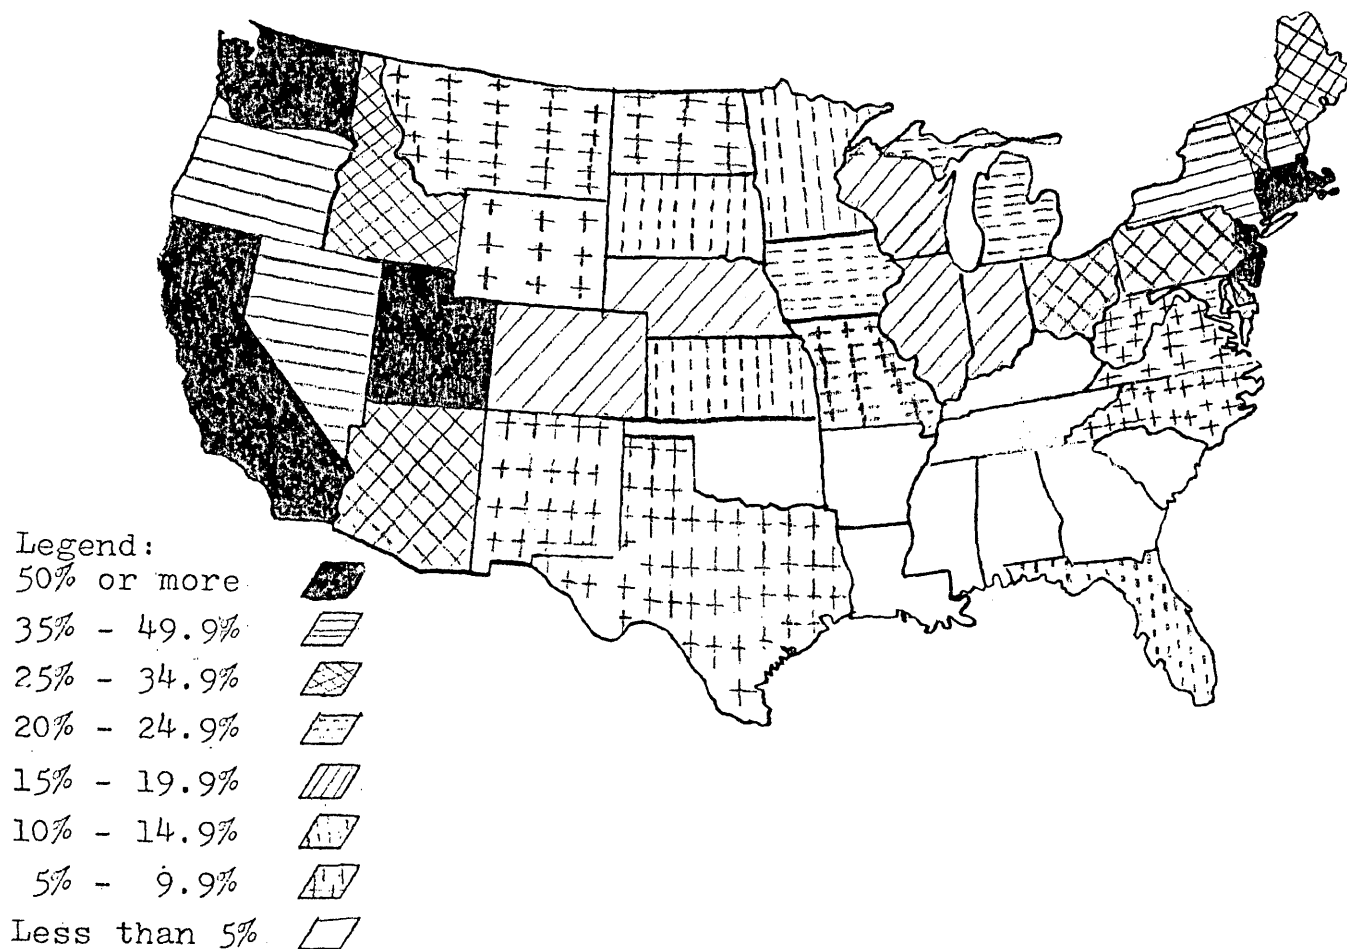 Legend:
50% or more
35% - 49.9%
25% - 34.9%
20% - 24.9%
15% - 19.9%
10% - 14.9%
5% - 9.9%
Less than 5%